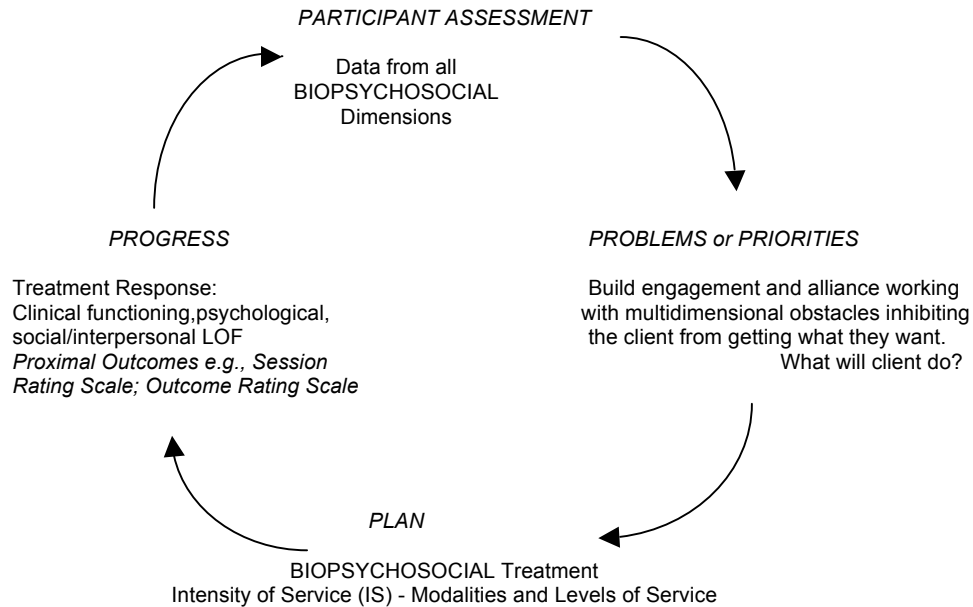 PARTICIPANT ASSESSMENT
Data from all
BIOPSYCHOSOCIAL
Dimensions
PROBLEMS or PRIORITIES
Build engagement and alliance working
with multidimensional obstacles inhibiting
the client from getting what they want.
What will client do?
PLAN
BIOPSYCHOSOCIAL Treatment
Intensity of Service (IS) - Modalities and Levels of Service
PROGRESS
Treatment Response:
Clinical functioning,psychological,
social/interpersonal LOF
Proximal Outcomes e.g., Session
Rating Scale; Outcome Rating Scale